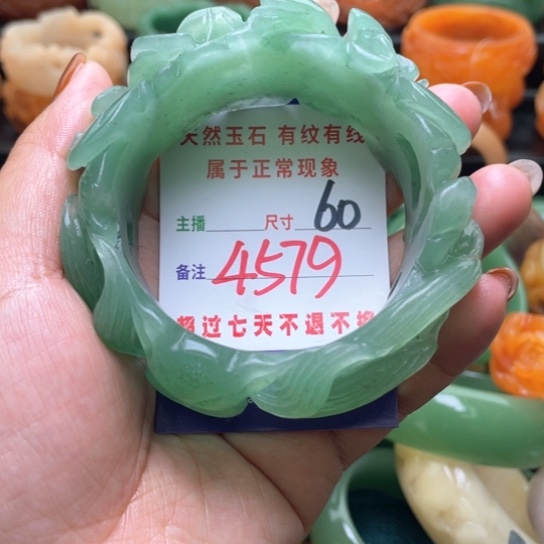 天然玉石 有纹有线
属于正常现象
主播 尺寸 60
备注 4579
超过七天不退不换